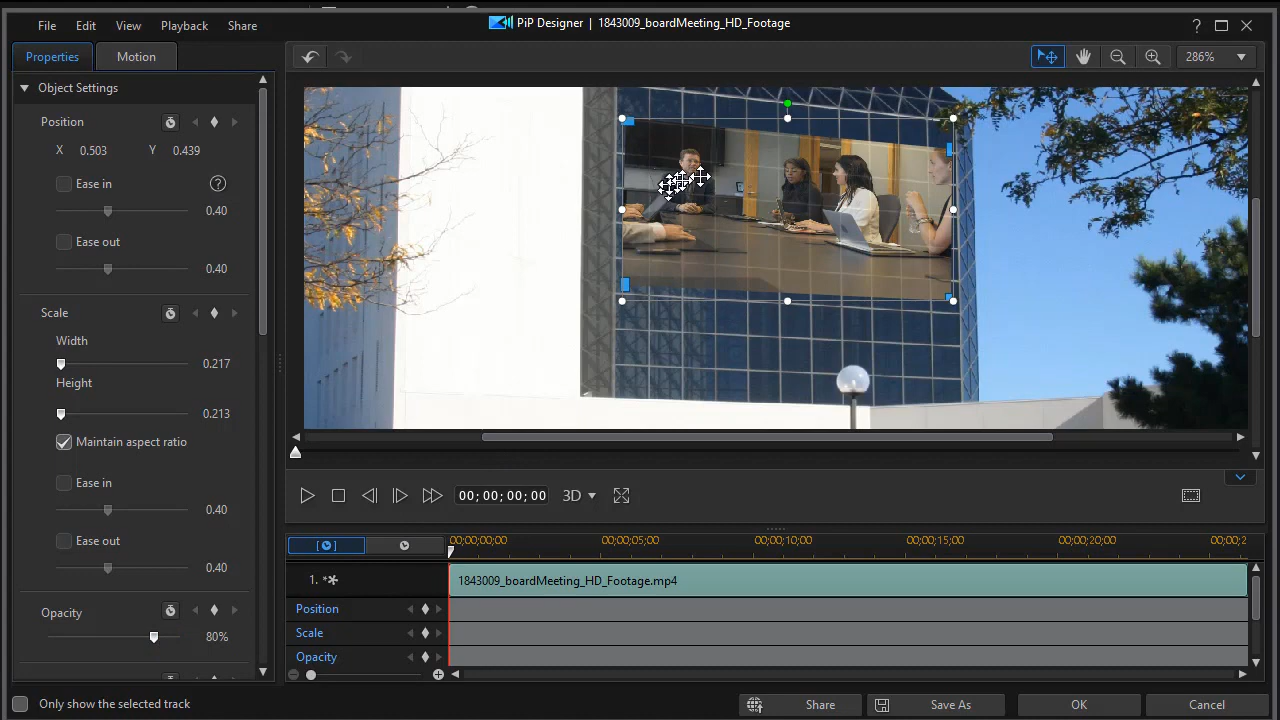 File Edit View Playback Share
PiP Designer | 1843009_boardMeeting_HD_Footage
?
Properties Motion
286%
Object Settings
Position
X 0.503 Y 0.439
Ease in ?
0.40
Ease out
0.40
Scale
Width
0.217
Height
0.213
Maintain aspect ratio
Ease in
0.40
Ease out
0.40
Opacity
80%
00;00;00;00 3D
00;00;00;00 00;00;05;00 00;00;10;00 00;00;15;00 00;00;20;00 00;00;2
1. 1843009_boardMeeting_HD_Footage.mp4
Position
Scale
Opacity
Only show the selected track
Share Save As OK Cancel